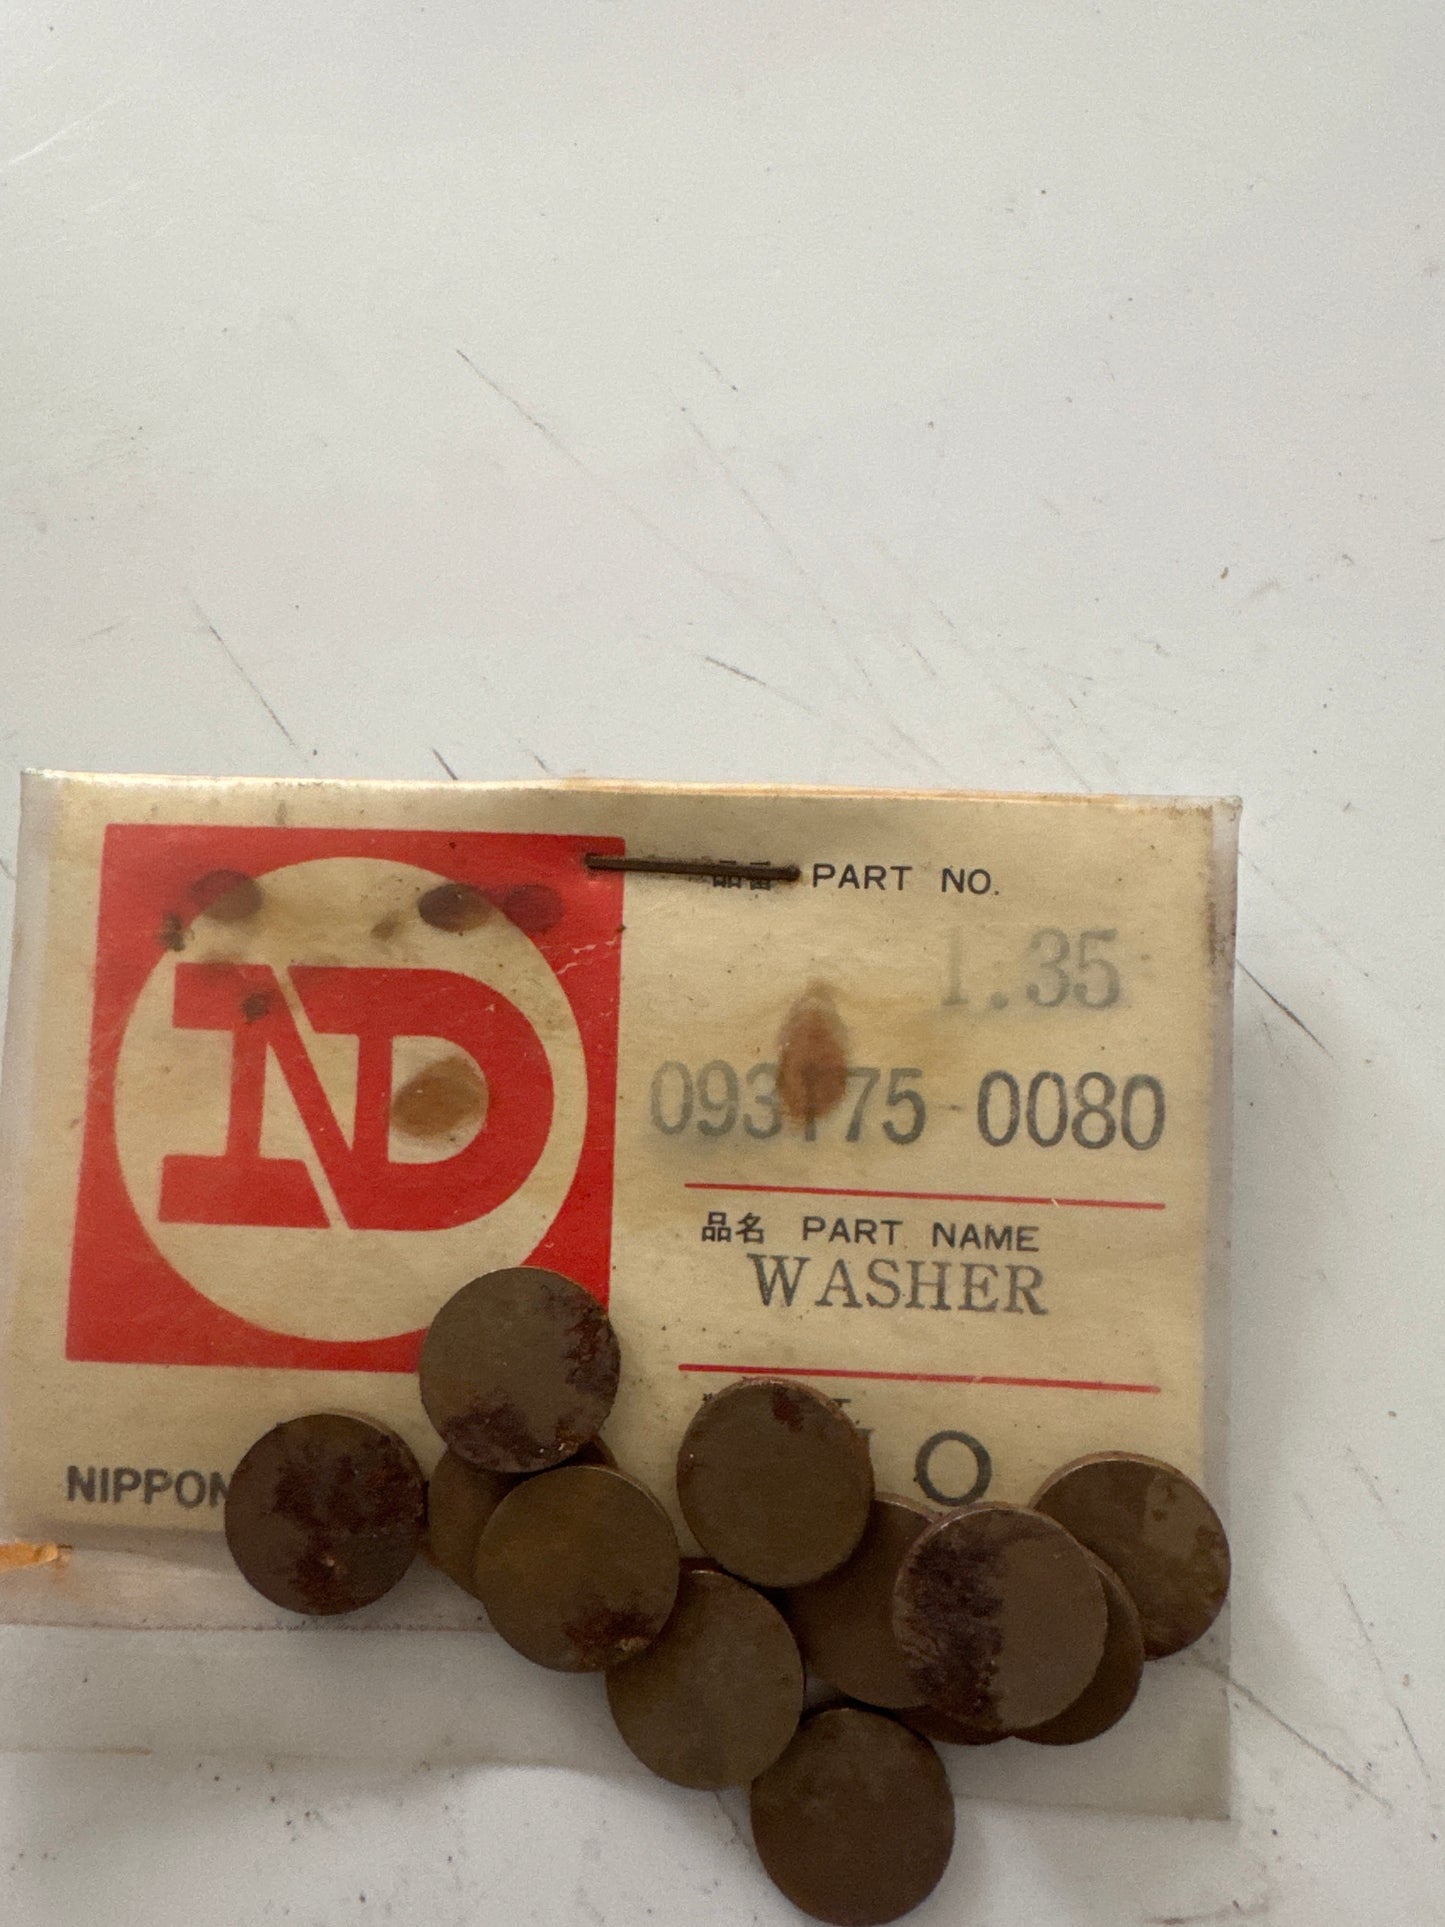 ND
品番 PART NO.
1.35
093175-0080
品名 PART NAME
WASHER
NIPPON